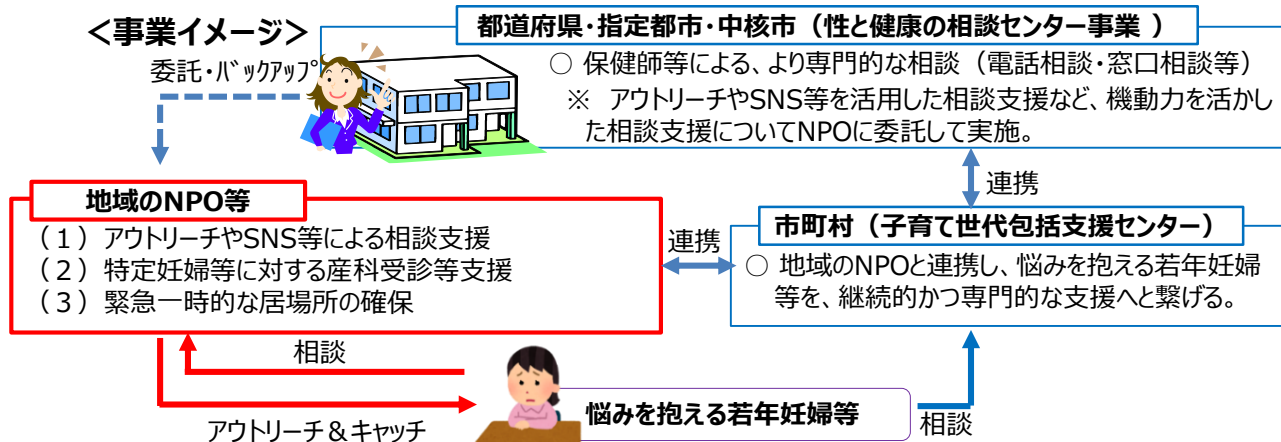 ＜事業イメージ＞
委託・バックアップ
都道府県・指定都市・中核市（性と健康の相談センター事業 ）
○ 保健師等による、より専門的な相談（電話相談・窓口相談等）
※ アウトリーチやSNS等を活用した相談支援など、機動力を活かし
た相談支援についてNPOに委託して実施。
連携
地域のNPO等
（１）アウトリーチやSNS等による相談支援
（２）特定妊婦等に対する産科受診等支援
（３）緊急一時的な居場所の確保
連携
市町村（子育て世代包括支援センター）
○ 地域のNPOと連携し、悩みを抱える若年妊婦
等を、継続的かつ専門的な支援へと繋げる。
相談
アウトリーチ＆キャッチ
悩みを抱える若年妊婦等
相談